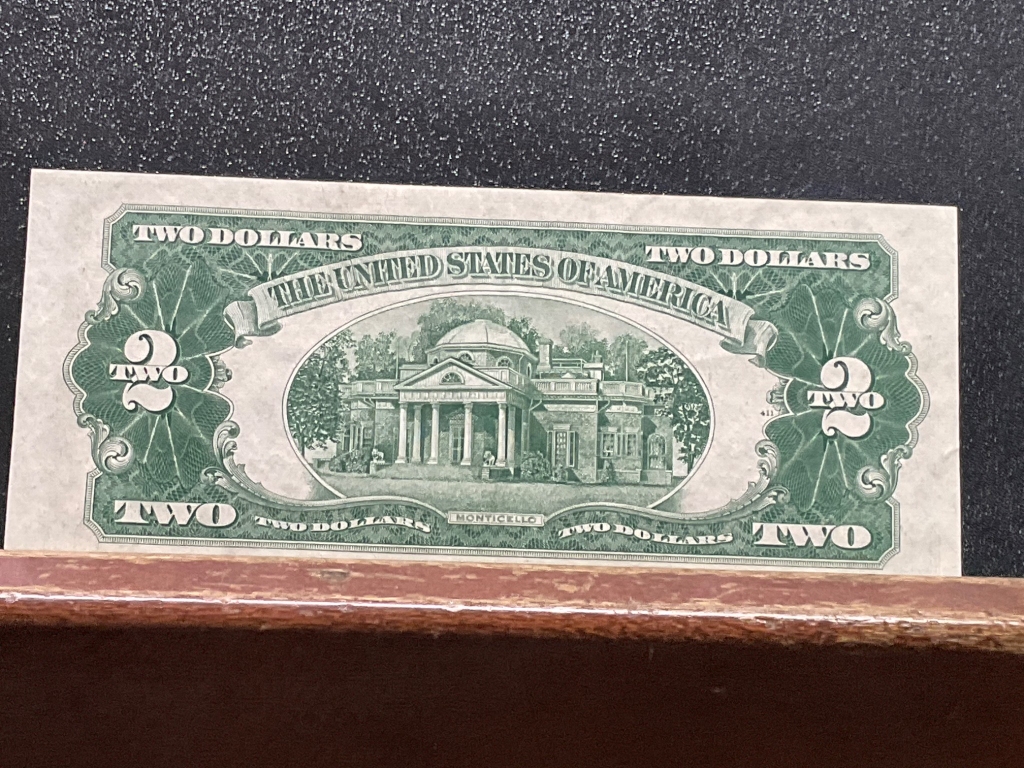 TWO DOLLARS
TWO DOLLARS
THE UNITED STATES OF AMERICA
2
TWO
2
TWO
411
TWO
TWO DOLLARS
MONTICELLO
TWO DOLLARS
TWO